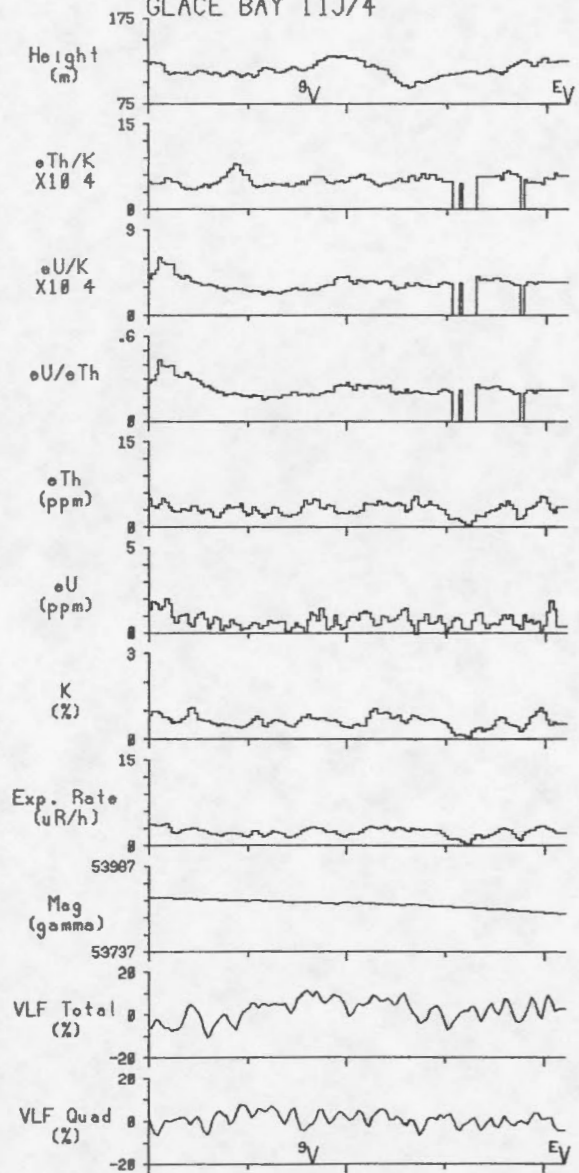 GLACE BAY 11J/4
175
Height
(m)
75
9
E
15
eTh/K
X10 4
0
9
eU/K
X10 4
0
.6
eU/eTh
0
15
eTh
(ppm)
0
5
eU
(ppm)
0
3
K
(%)
0
15
Exp. Rate
(uR/h)
0
53987
Mag
(gamma)
53737
20
VLF Total
0
(%)
-20
20
VLF Quad
0
(%)
9
E
-20